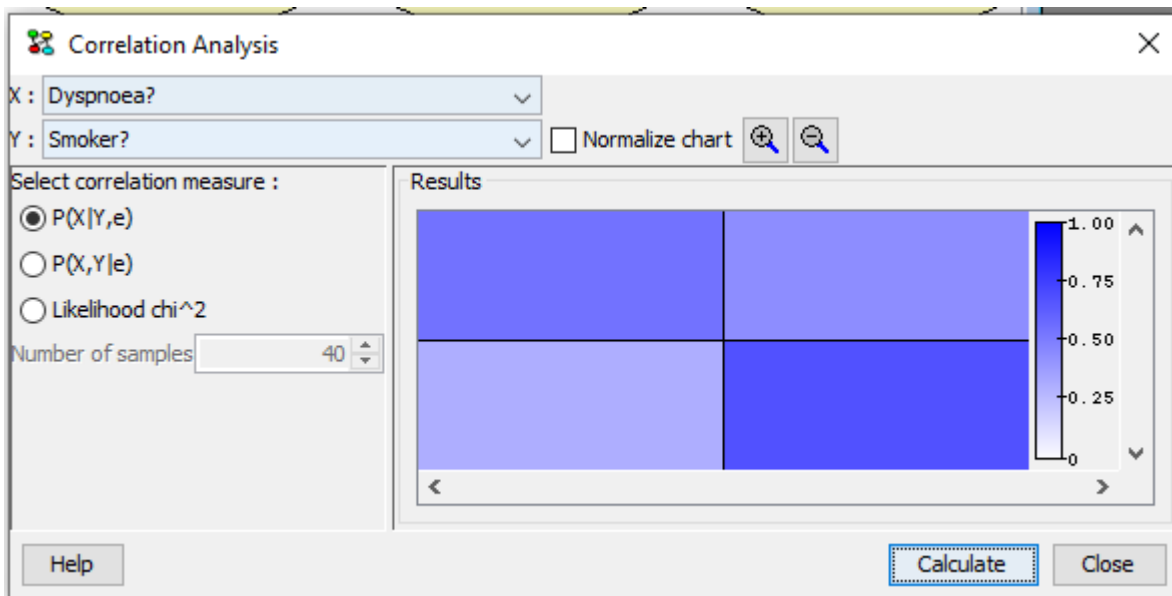 Correlation Analysis
X : Dyspnoea?
Y : Smoker? Normalize chart
Select correlation measure :
P(X|Y,e)
P(X,Y|e)
Likelihood chi^2
Number of samples 40
Results
1.00
0.75
0.50
0.25
0
Help Calculate Close